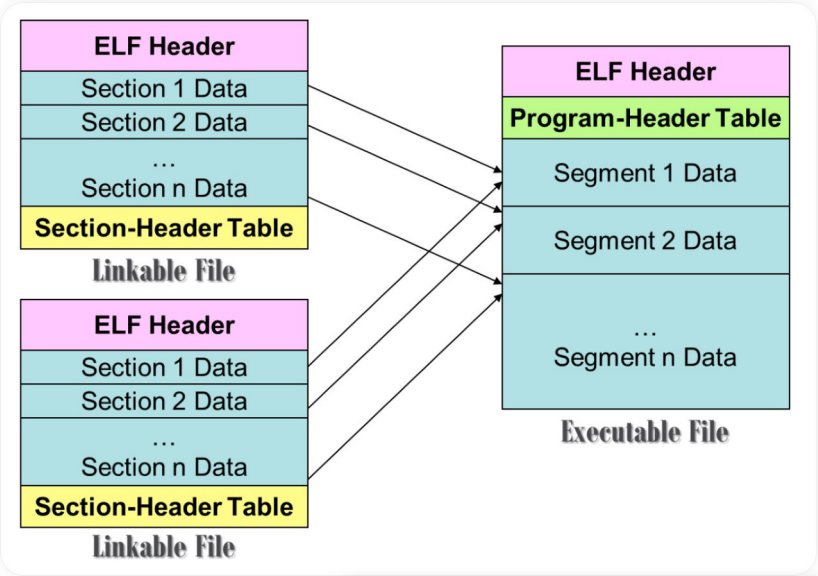 ELF Header
Section 1 Data
Section 2 Data
...
Section n Data
Section-Header Table
Linkable File
ELF Header
Section 1 Data
Section 2 Data
...
Section n Data
Section-Header Table
Linkable File
ELF Header
Program-Header Table
Segment 1 Data
Segment 2 Data
...
Segment n Data
Executable File